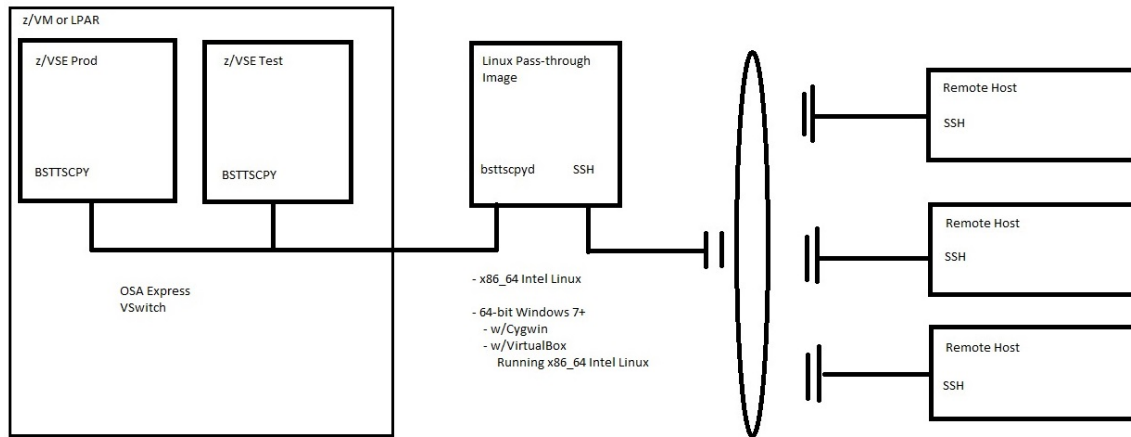 z/VM or LPAR
z/VSE Prod
BSTTSCPY
z/VSE Test
BSTTSCPY
OSA Express
VSwitch
Linux Pass-through
Image
bsttscpyd SSH
- x86_64 Intel Linux
- 64-bit Windows 7+
- w/Cygwin
- w/VirtualBox
Running x86_64 Intel Linux
Remote Host
SSH
Remote Host
SSH
Remote Host
SSH